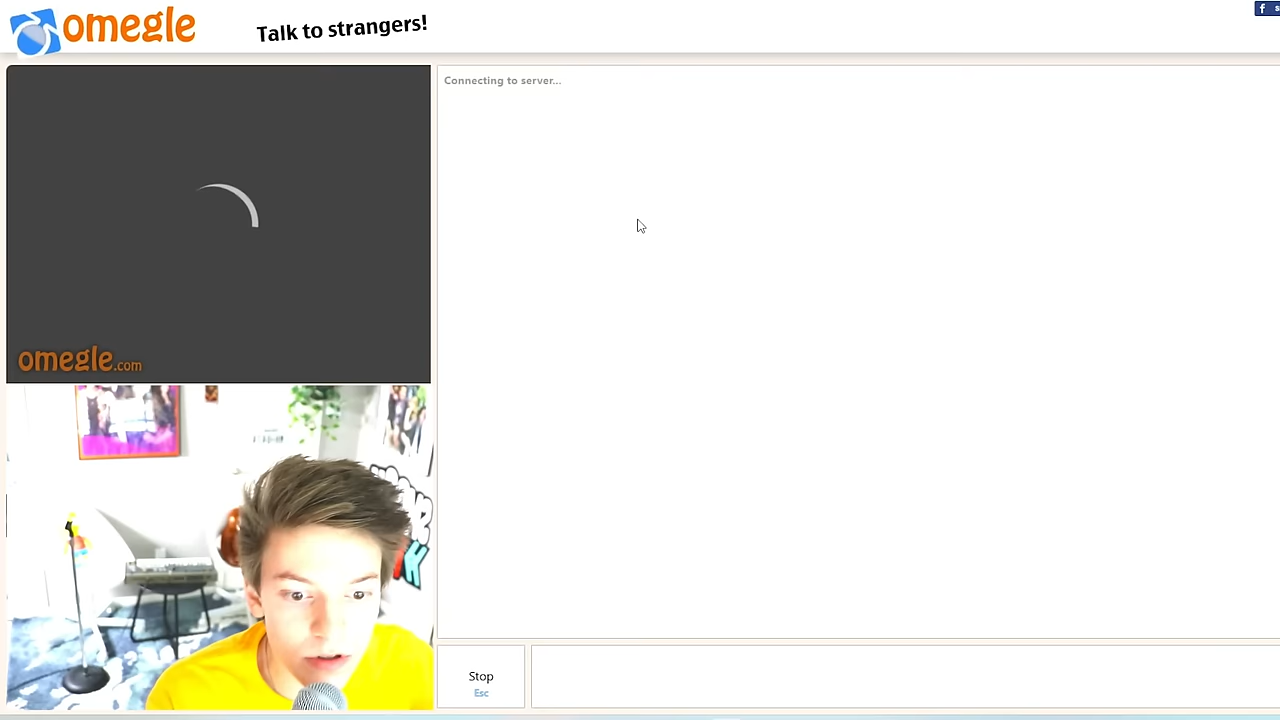 omegle
Talk to strangers!
f
Connecting to server...
omegle.com
Stop
Esc